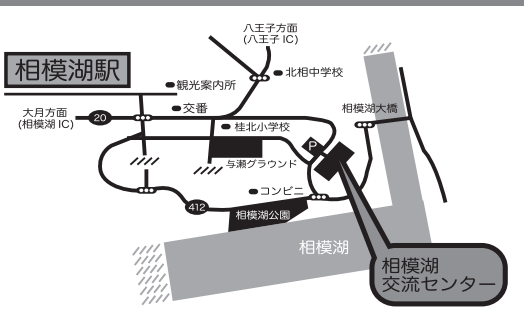 八王子方面
(八王子 IC)
相模湖駅
北相中学校
観光案内所
大月方面
(相模湖 IC)
20
交番
相模湖大橋
桂北小学校
P
与瀬グラウンド
コンビニ
412
相模湖公園
相模湖
相模湖
交流センター